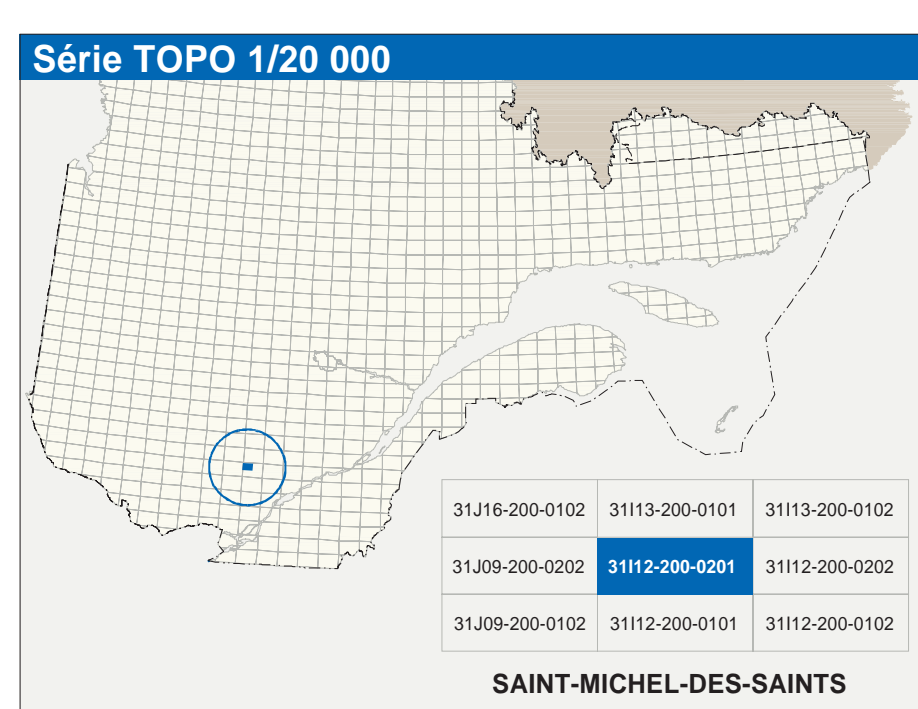 Série TOPO 1/20 000
31J16-200-0102 31I13-200-0101 31I13-200-0102
31J09-200-0202 31I12-200-0201 31I12-200-0202
31J09-200-0102 31I12-200-0101 31I12-200-0102
SAINT-MICHEL-DES-SAINTS